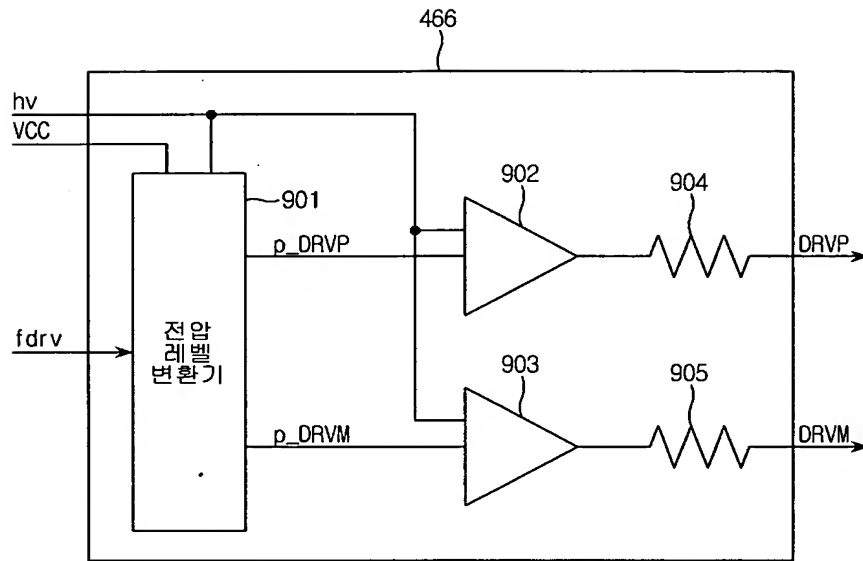 466
hv
VCC
901
902
904
p_DRVP
DRVP
fdrv
전압
레벨
변환기
903
905
p_DRVM
DRVM